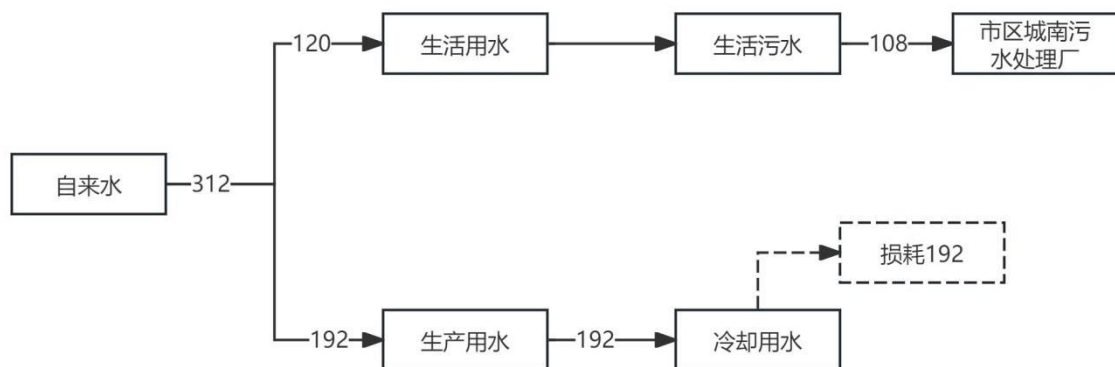 120
生活用水
生活污水
108
市区城南污
水处理厂
自来水
312
损耗192
192
生产用水
192
冷却用水